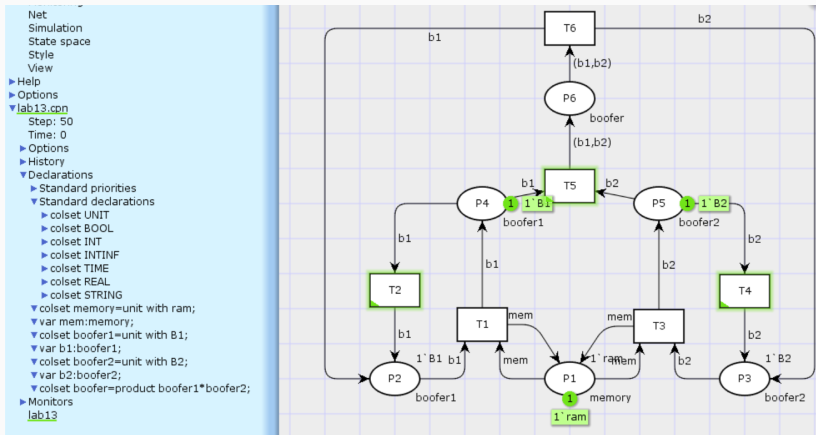 Net
Simulation
State space
Style
View
Help
Options
lab13.cpn
Step: 50
Time: 0
Options
History
Declarations
Standard priorities
Standard declarations
colset UNIT
colset BOOL
colset INT
colset INTINF
colset TIME
colset REAL
colset STRING
colset memory=unit with ram;
var mem:memory;
colset boofer1=unit with B1;
var b1:boofer1;
colset boofer2=unit with B2;
var b2:boofer2;
colset boofer=product boofer1*boofer2;
Monitors
lab13
T6
b1
b2
(b1,b2)
P6
boofer
(b1,b2)
T5
b1
b2
P4
1 1`B1
boofer1
P5
1 1`B2
boofer2
b1
b2
b1
b2
T2
T4
T1
T3
mem
mem
b1
b2
1`B1
b1
mem
1`ram
mem
b2
1`B2
P2
boofer1
P1
memory
1
1`ram
P3
boofer2